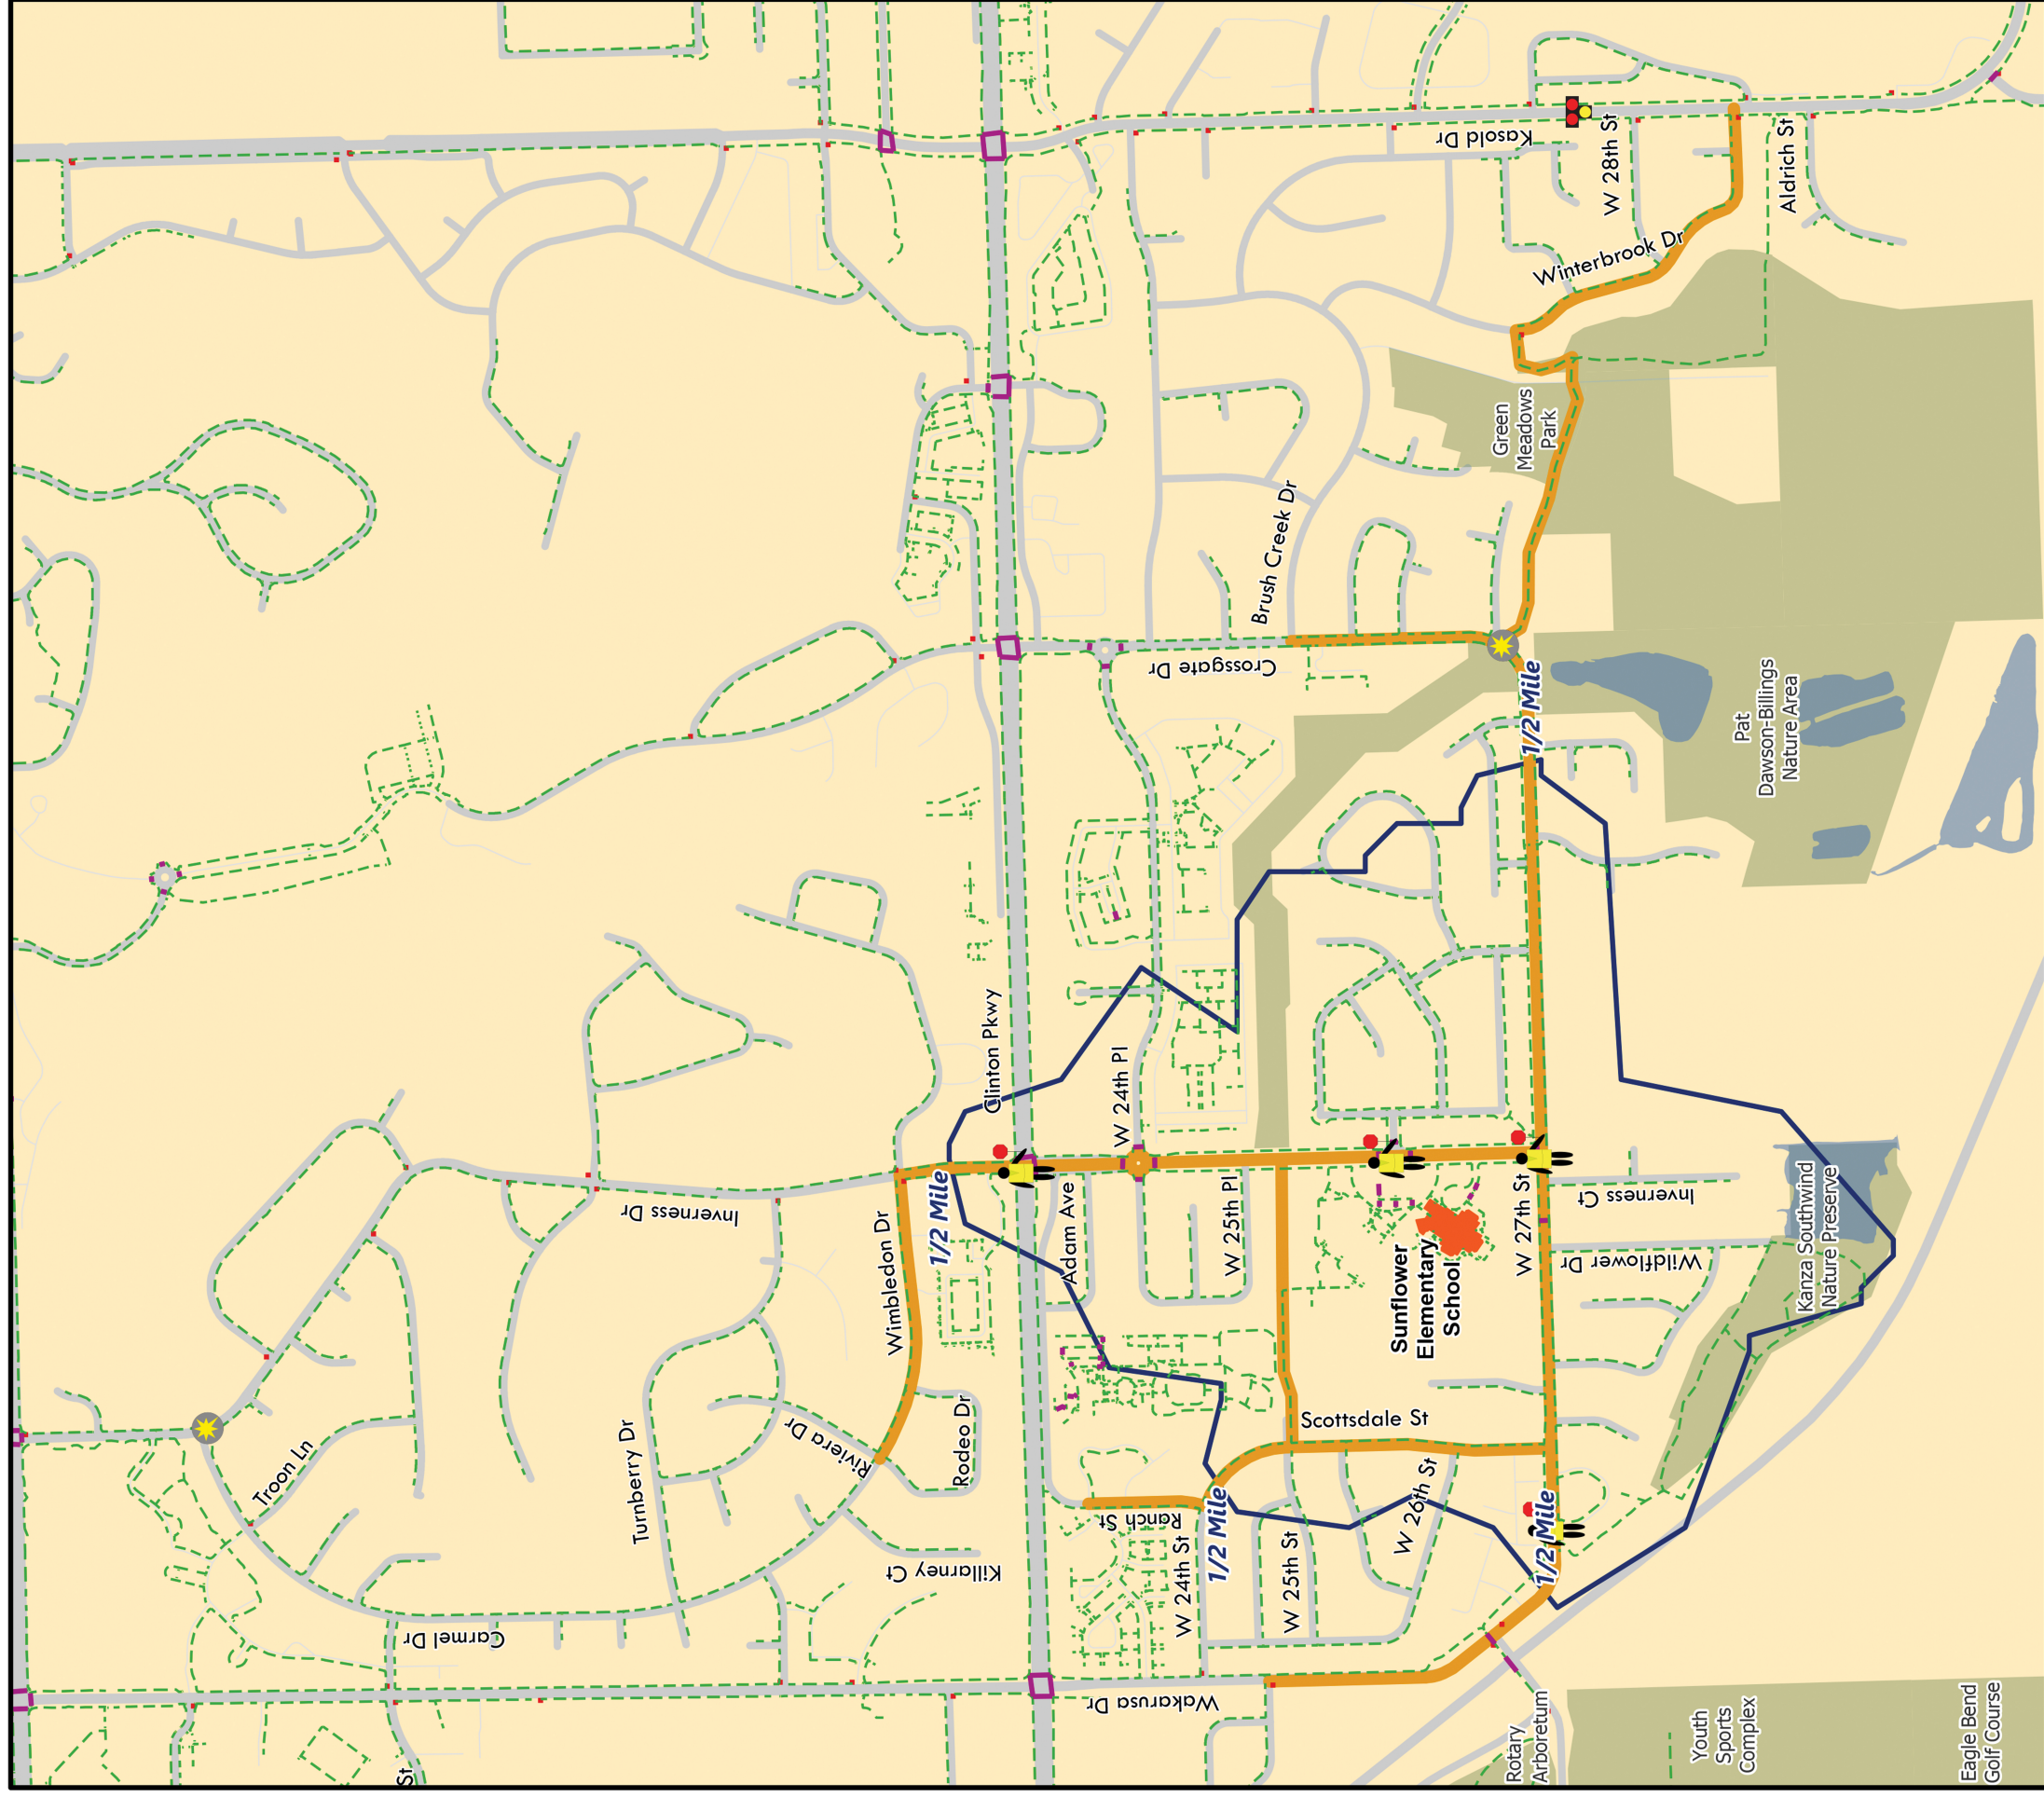 Kasold Dr
W 28th St
Aldrich St
Winterbrook Dr
Green
Meadows
Park
Brush Creek Dr
Crossgate Dr
1/2 Mile
Pat
Dawson-Billings
Nature Area
Clinton Pkwy
W 24th Pl
Inverness Dr
Wimbledon Dr
1/2 Mile
Adam Ave
W 25th Pl
Sunflower
Elementary
School
W 27th St
Inverness Ct
Wildflower Dr
Kanza Southwind
Nature Preserve
Troon Ln
Turnberry Dr
Riviera Dr
Rodeo Dr
Scottsdale St
Ranch St
W 24th St
1/2 Mile
W 25th St
W 26th St
1/2 Mile
Killarney Ct
Carmel Dr
Wakarusa Dr
St
Rotary
Arboretum
Youth
Sports
Complex
Eagle Bend
Golf Course